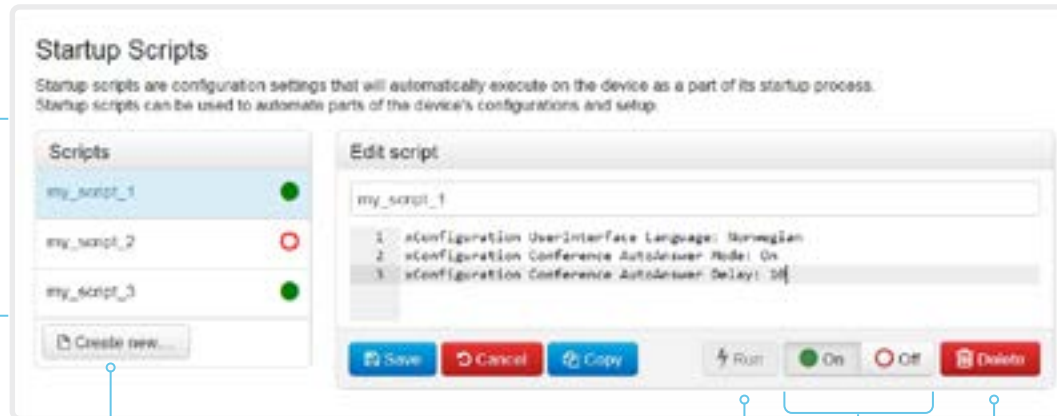 Startup Scripts
Startup scripts are configuration settings that will automatically execute on the device as a part of its startup process.
Startup scripts can be used to automate parts of the device's configurations and setup.
Scripts
my_script_1
my_script_2
my_script_3
Create new...
Edit script
my_script_1
1 xConfiguration UserInterface Language: Norwegian
2 xConfiguration Conference AutoAnswer Mode: On
3 xConfiguration Conference AutoAnswer Delay: 10
Save Cancel Copy Run On Off Delete